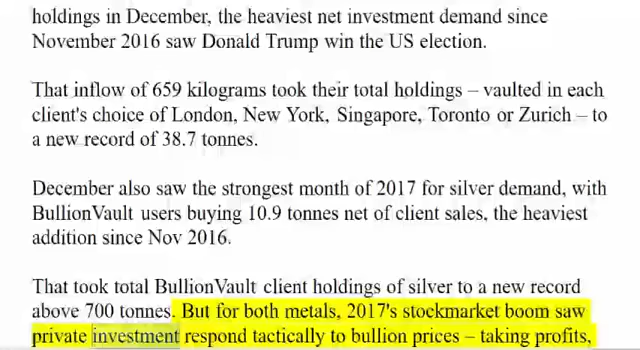 holdings in December, the heaviest net investment demand since
November 2016 saw Donald Trump win the US election.
That inflow of 659 kilograms took their total holdings – vaulted in each
client's choice of London, New York, Singapore, Toronto or Zurich – to
a new record of 38.7 tonnes.
December also saw the strongest month of 2017 for silver demand, with
BullionVault users buying 10.9 tonnes net of client sales, the heaviest
addition since Nov 2016.
That took total BullionVault client holdings of silver to a new record
above 700 tonnes. But for both metals, 2017's stockmarket boom saw
private investment respond tactically to bullion prices – taking profits,